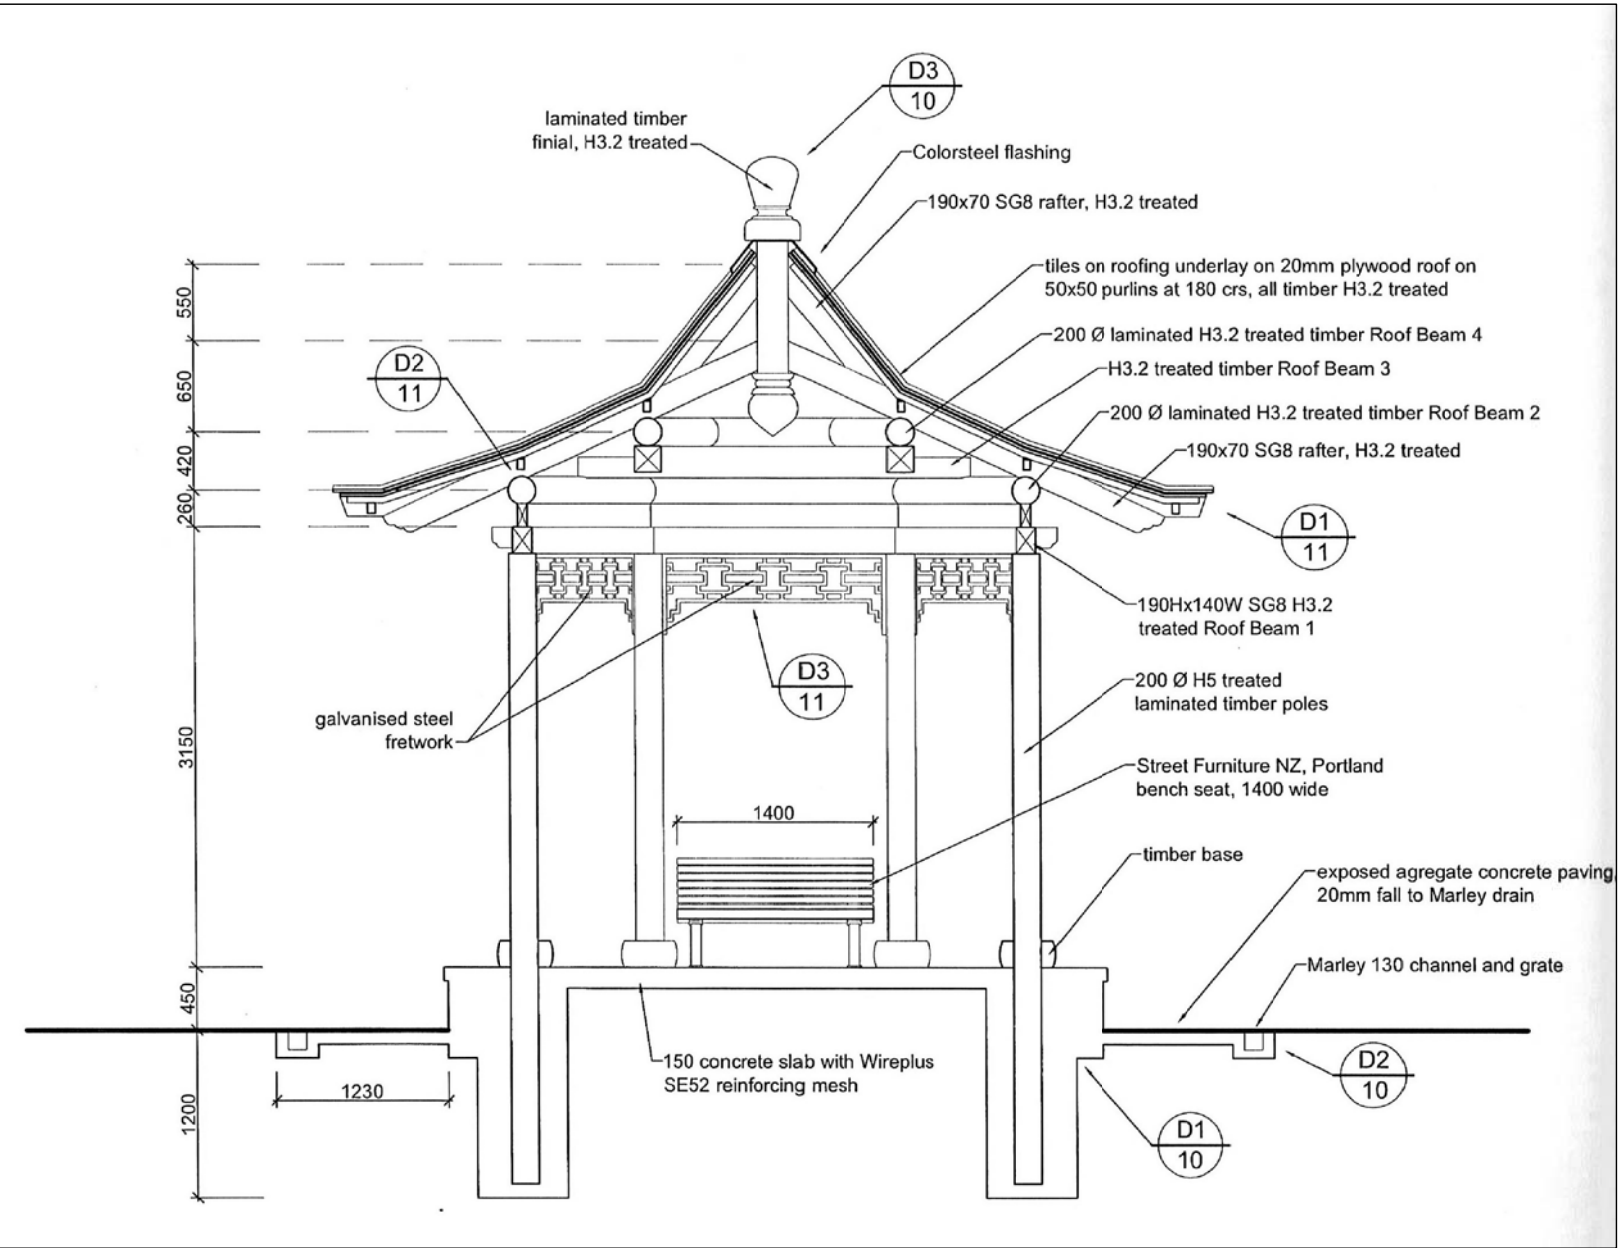 D3
10
laminated timber
finial, H3.2 treated
Colorsteel flashing
190x70 SG8 rafter, H3.2 treated
tiles on roofing underlay on 20mm plywood roof on
50x50 purlins at 180 crs, all timber H3.2 treated
200 Ø laminated H3.2 treated timber Roof Beam 4
H3.2 treated timber Roof Beam 3
200 Ø laminated H3.2 treated timber Roof Beam 2
190x70 SG8 rafter, H3.2 treated
D2
11
550
650
420
260
D1
11
190Hx140W SG8 H3.2
treated Roof Beam 1
D3
11
200 Ø H5 treated
laminated timber poles
galvanised steel
fretwork
3150
Street Furniture NZ, Portland
bench seat, 1400 wide
1400
timber base
exposed agregate concrete paving,
20mm fall to Marley drain
Marley 130 channel and grate
450
150 concrete slab with Wireplus
SE52 reinforcing mesh
1230
1200
D2
10
D1
10